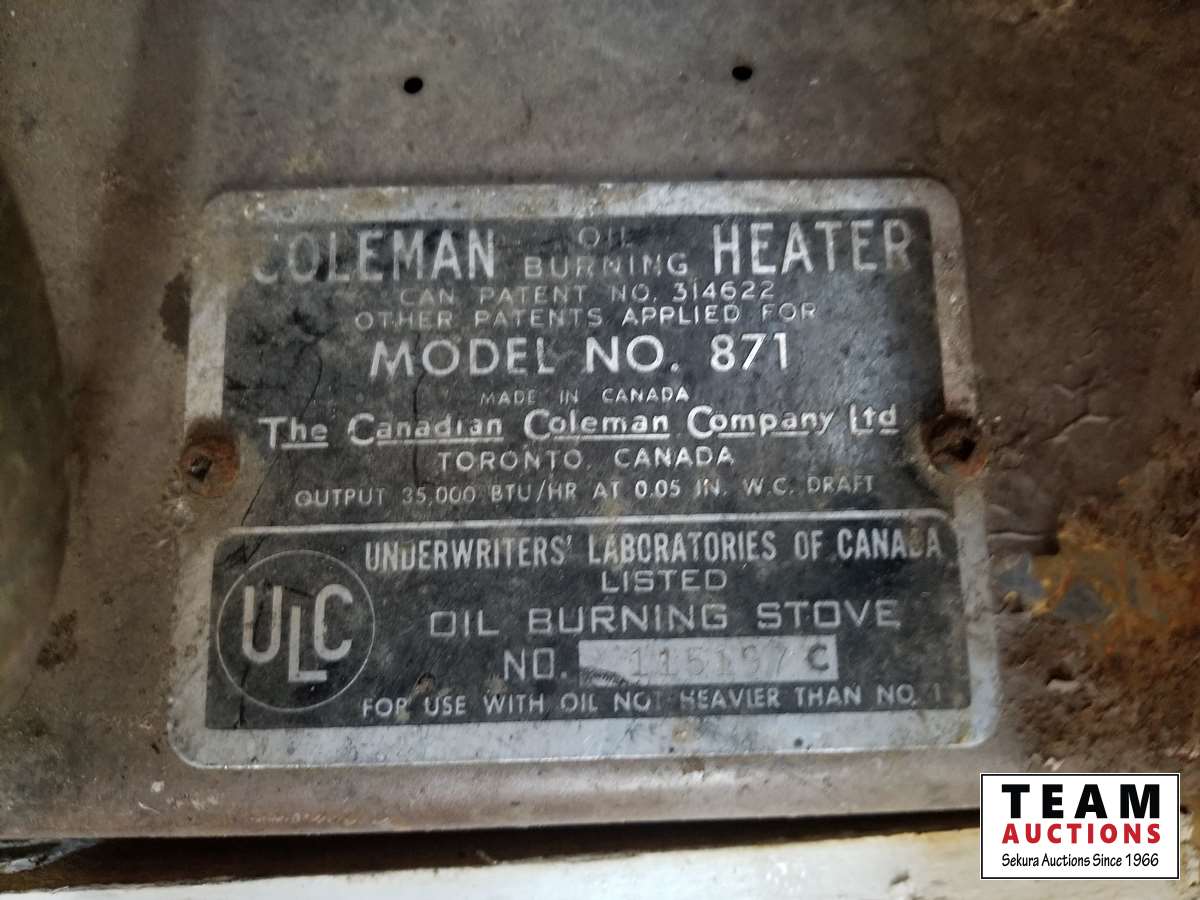 COLEMAN OIL BURNING HEATER
CAN PATENT NO. 314622
OTHER PATENTS APPLIED FOR
MODEL NO. 871
MADE IN CANADA
The Canadian Coleman Company Ltd
TORONTO, CANADA
OUTPUT 35,000 BTU/HR AT 0.05 IN. W.C. DRAFT
UNDERWRITERS' LABORATORIES OF CANADA
LISTED
ULC
OIL BURNING STOVE
NO. 115197 C
FOR USE WITH OIL NOT HEAVIER THAN NO. 1
TEAM
AUCTIONS
Sekura Auctions Since 1966